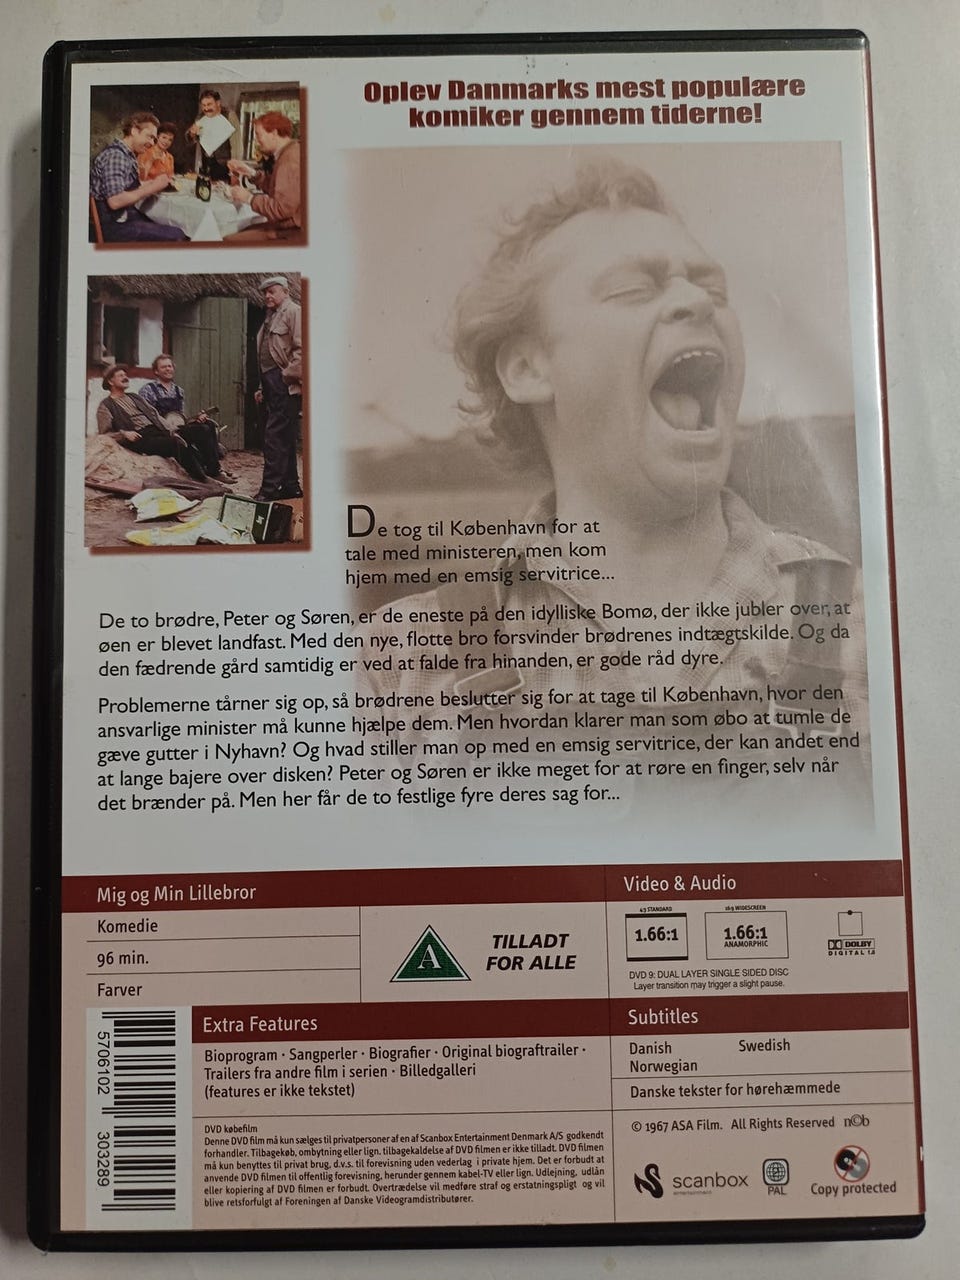 Oplev Danmarks mest populære
komiker gennem tiderne!
De tog til København for at
tale med ministeren, men kom
hjem med en emsig servitrice...
De to brødre, Peter og Søren, er de eneste på den idylliske Bomø, der ikke jubler over, at
øen er blevet landfast. Med den nye, flotte bro forsvinder brødrenes indtægtskilde. Og da
den fædrende gård samtidig er ved at falde fra hinanden, er gode råd dyre.
Problemerne tårner sig op, så brødrene beslutter sig for at tage til København, hvor den
ansvarlige minister må kunne hjælpe dem. Men hvordan klarer man som øbo at tumle de
gæve gutter i Nyhavn? Og hvad stiller man op med en emsig servitrice, der kan andet end
at lange bajere over disken? Peter og Søren er ikke meget for at røre en finger, selv når
det brænder på. Men her får de to festlige fyre deres sag for...
Mig og Min Lillebror
Komedie
96 min.
Farver
A
TILLADT
FOR ALLE
Video & Audio
4:3 STANDARD
1.66:1
16:9 WIDESCREEN
1.66:1
ANAMORPHIC
DOLBY
DIGITAL 1.0
DVD 9: DUAL LAYER SINGLE SIDED DISC
Layer transition may trigger a slight pause.
Extra Features
Bioprogram · Sangperler · Biografier · Original biograftrailer ·
Trailers fra andre film i serien · Billedgalleri
(features er ikke tekstet)
Subtitles
Danish Swedish
Norwegian
Danske tekster for hørehæmmede
5706102 303289
DVD købefilm
Denne DVD film må kun sælges til privatpersoner af en af Scanbox Entertainment Denmark A/S godkendt
forhandler. Tilbagekøb, ombytning eller lign. tilbagekaldelse af DVD filmen er ikke tilladt. DVD filmen
må kun benyttes til privat brug, d.v.s. til forevisning uden vederlag i private hjem. Det er forbudt at
anvende DVD filmen til offentlig forevisning, herunder gennem kabel-TV eller lign. Udlejning, udlån
eller kopiering af DVD filmen er forbudt. Overtrædelse vil medføre straf og erstatningspligt og vil
blive retsforfulgt af Foreningen af Danske Videogramdistributører.
© 1967 ASA Film. All Rights Reserved n©b
scanbox
entertainment
PAL
Copy protected